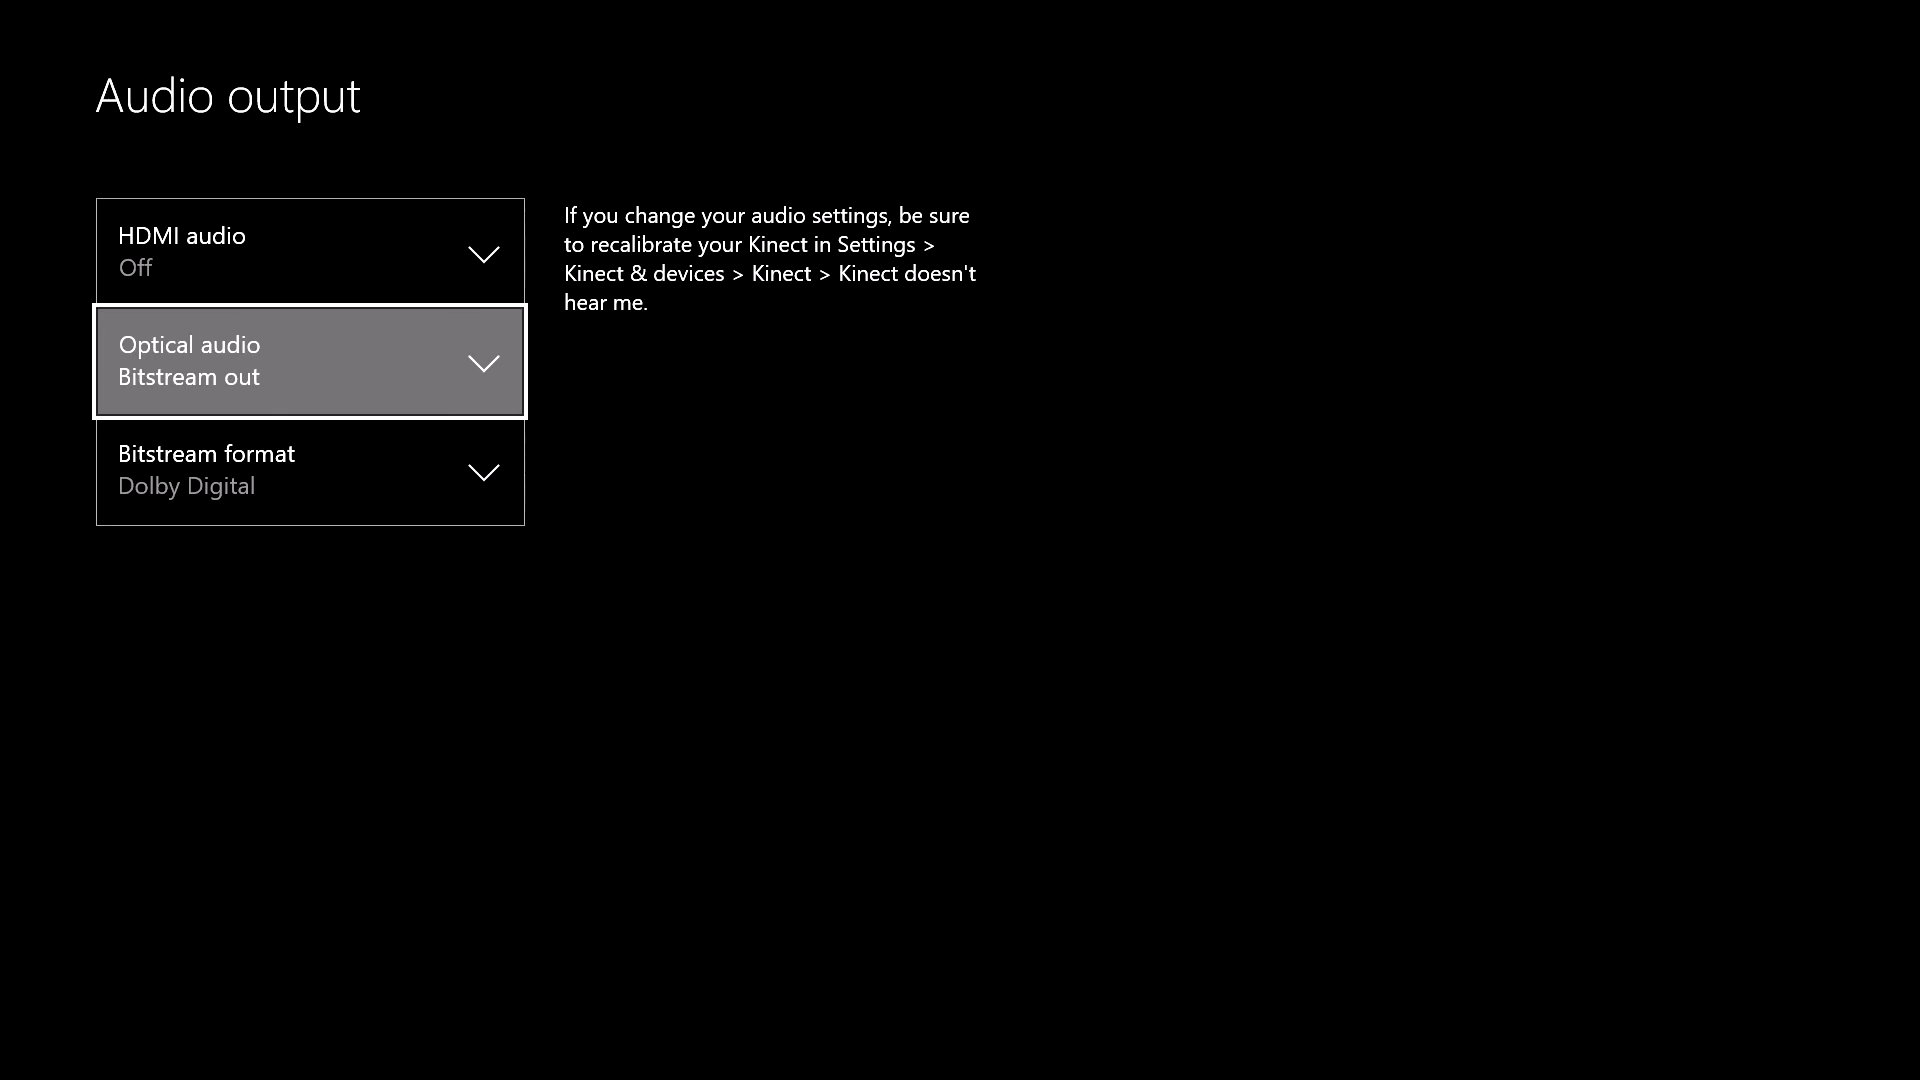 Audio output
HDMI audio
Off
Optical audio
Bitstream out
Bitstream format
Dolby Digital
If you change your audio settings, be sure
to recalibrate your Kinect in Settings >
Kinect & devices > Kinect > Kinect doesn't
hear me.